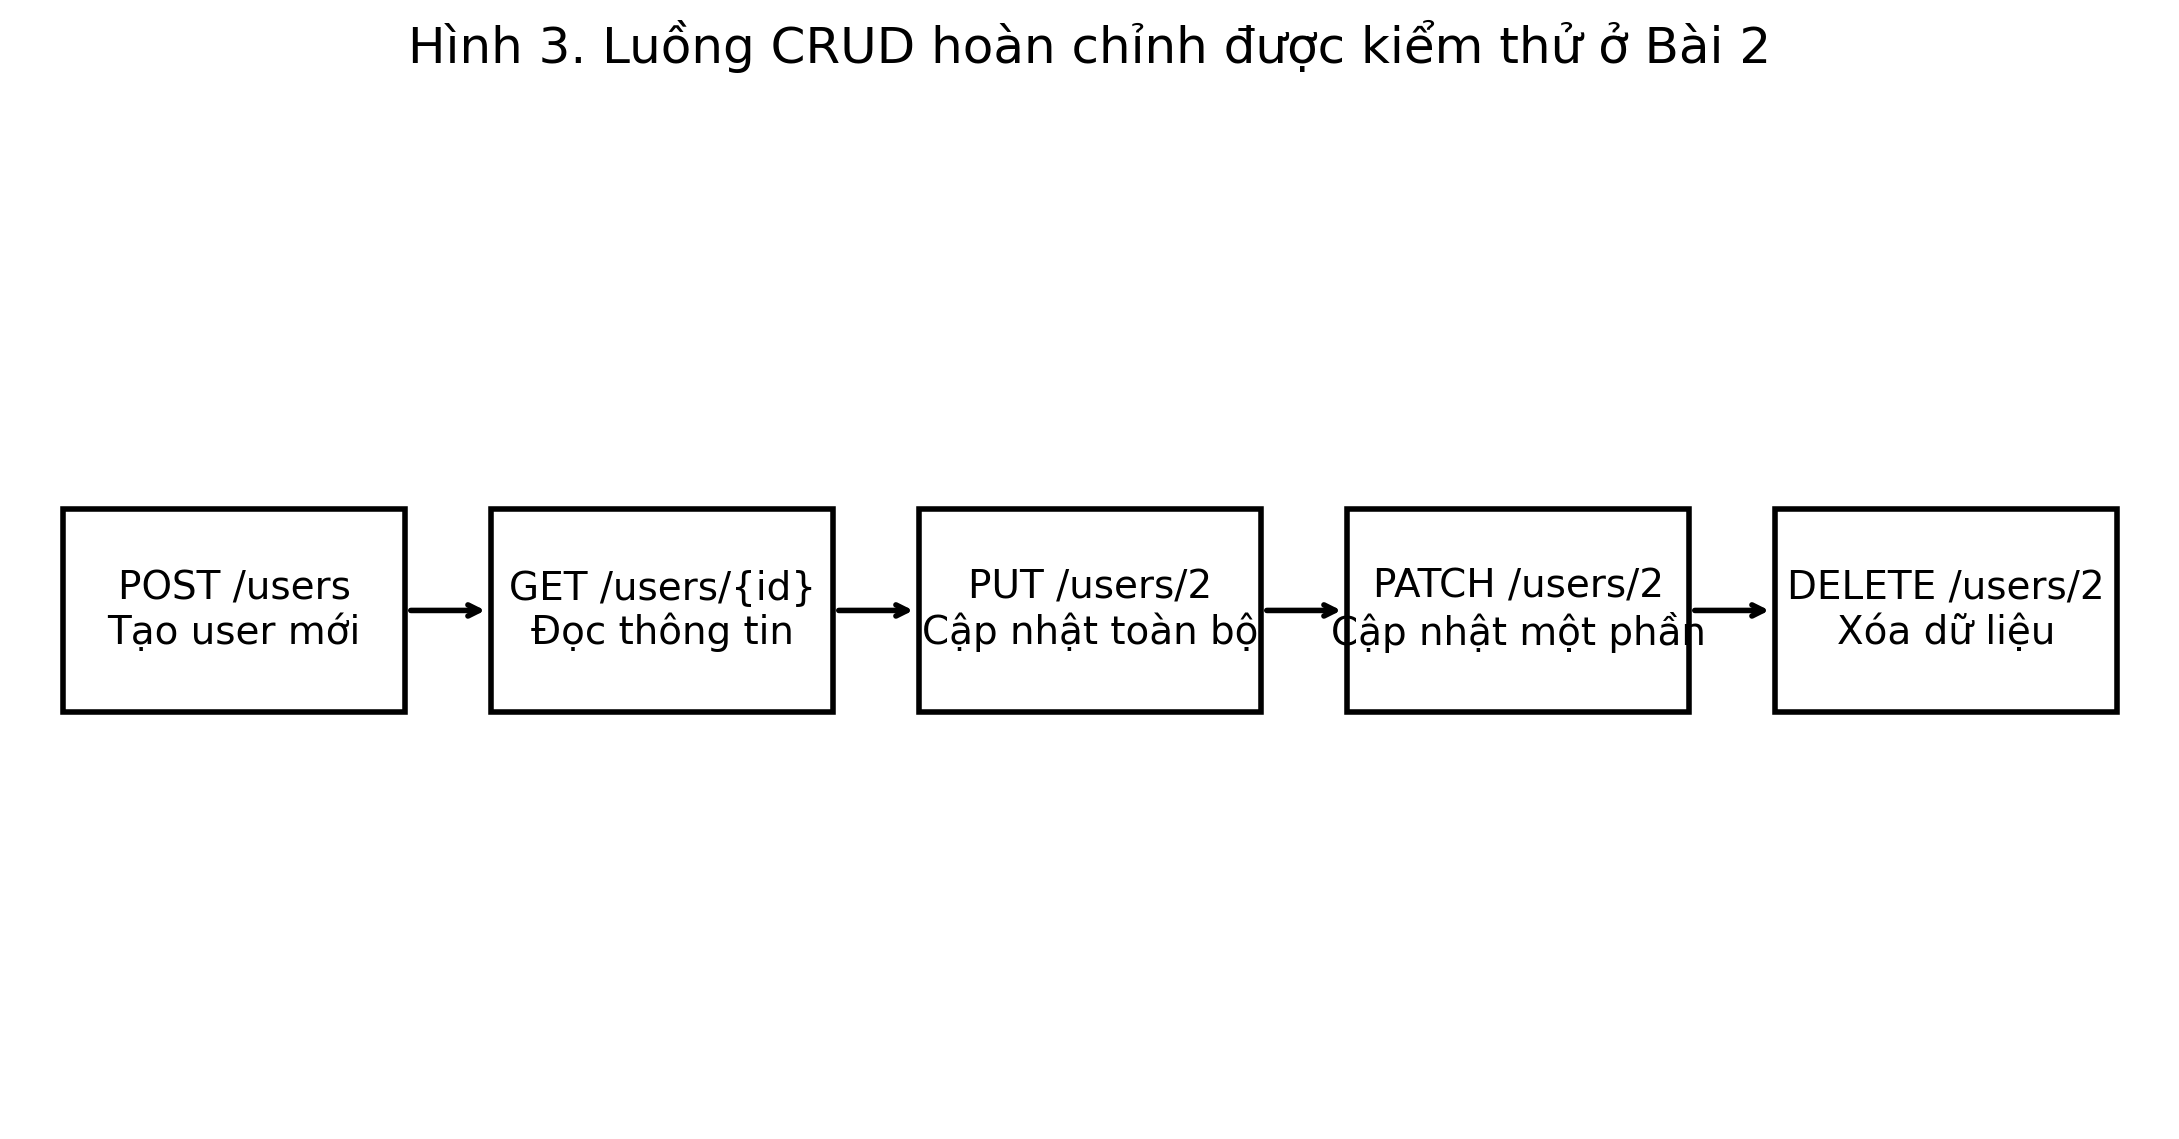 Hình 3. Luồng CRUD hoàn chỉnh được kiểm thử ở Bài 2
POST /users
Tạo user mới
GET /users/{id}
Đọc thông tin
PUT /users/2
Cập nhật toàn bộ
PATCH /users/2
Cập nhật một phần
DELETE /users/2
Xóa dữ liệu